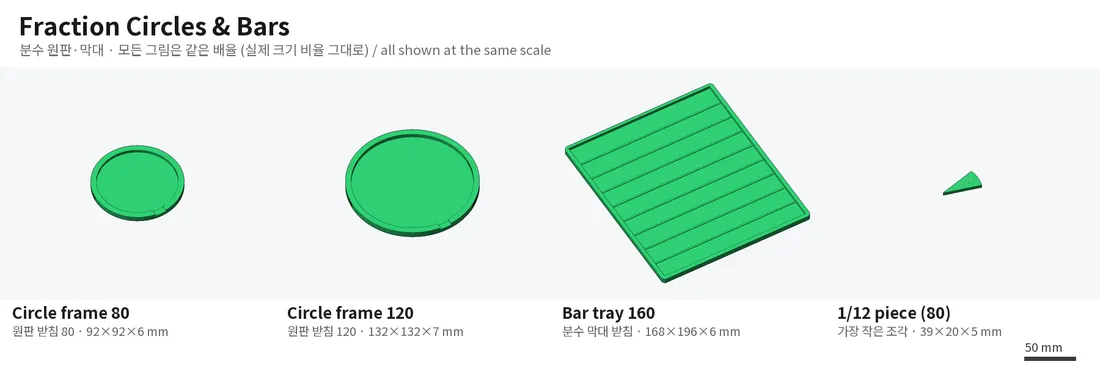 Fraction Circles & Bars
분수 원판·막대 · 모든 그림은 같은 배율 (실제 크기 비율 그대로) / all shown at the same scale
Circle frame 80
원판 받침 80 · 92×92×6 mm
Circle frame 120
원판 받침 120 · 132×132×7 mm
Bar tray 160
분수 막대 받침 · 168×196×6 mm
1/12 piece (80)
가장 작은 조각 · 39×20×5 mm
50 mm